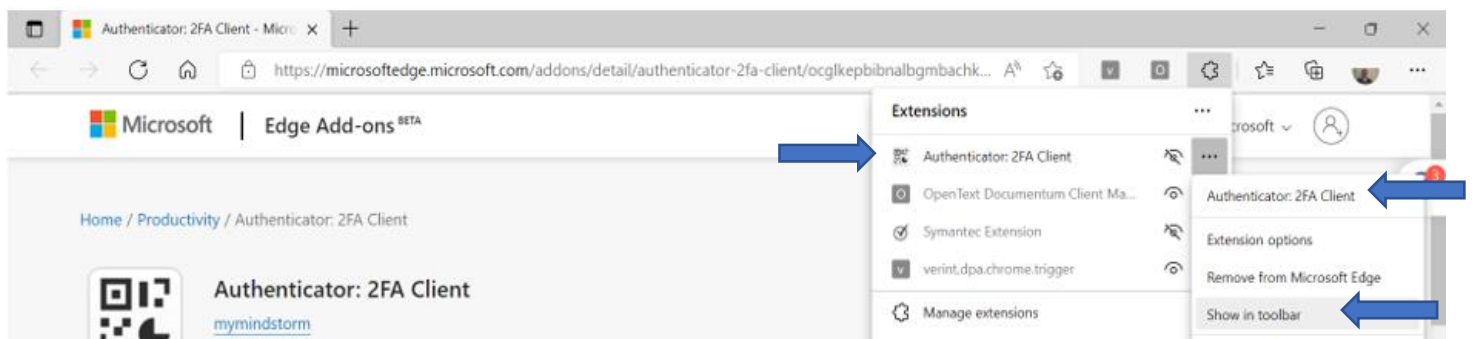 Authenticator: 2FA Client - Micro
https://microsoftedge.microsoft.com/addons/detail/authenticator-2fa-client/ocglkepbibnalbgmbachk...
Microsoft | Edge Add-ons BETA
Extensions
crosoft
Authenticator: 2FA Client
3
OpenText Documentum Client Ma...
Authenticator: 2FA Client
Home / Productivity / Authenticator: 2FA Client
Symantec Extension
Extension options
verint.dpa.chrome.trigger
Remove from Microsoft Edge
Authenticator: 2FA Client
mymindstorm
Manage extensions
Show in toolbar